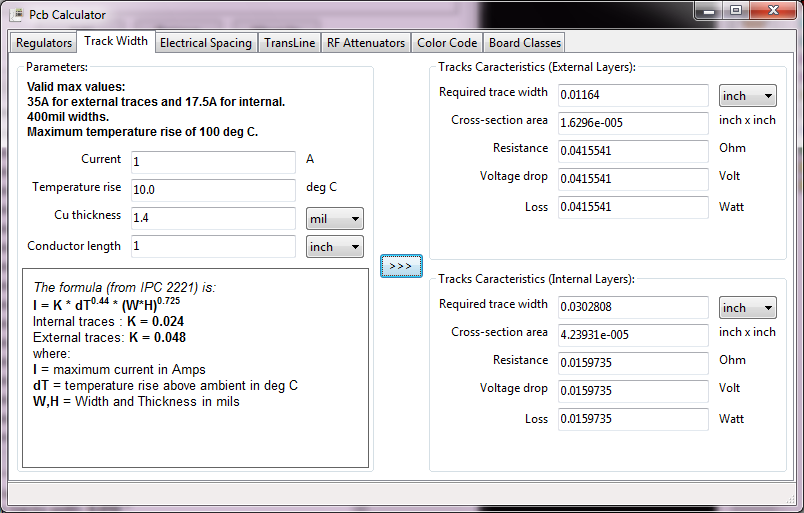 Pcb Calculator
Regulators Track Width Electrical Spacing TransLine RF Attenuators Color Code Board Classes
Parameters:
Valid max values:
35A for external traces and 17.5A for internal.
400mil widths.
Maximum temperature rise of 100 deg C.
Current 1 A
Temperature rise 10.0 deg C
Cu thickness 1.4 mil
Conductor length 1 inch
The formula (from IPC 2221) is:
I = K * dT0.44 * (W*H)0.725
Internal traces : K = 0.024
External traces: K = 0.048
where:
I = maximum current in Amps
dT = temperature rise above ambient in deg C
W,H = Width and Thickness in mils
>>>
Tracks Caracteristics (External Layers):
Required trace width 0.01164 inch
Cross-section area 1.6296e-005 inch x inch
Resistance 0.0415541 Ohm
Voltage drop 0.0415541 Volt
Loss 0.0415541 Watt
Tracks Caracteristics (Internal Layers):
Required trace width 0.0302808 inch
Cross-section area 4.23931e-005 inch x inch
Resistance 0.0159735 Ohm
Voltage drop 0.0159735 Volt
Loss 0.0159735 Watt